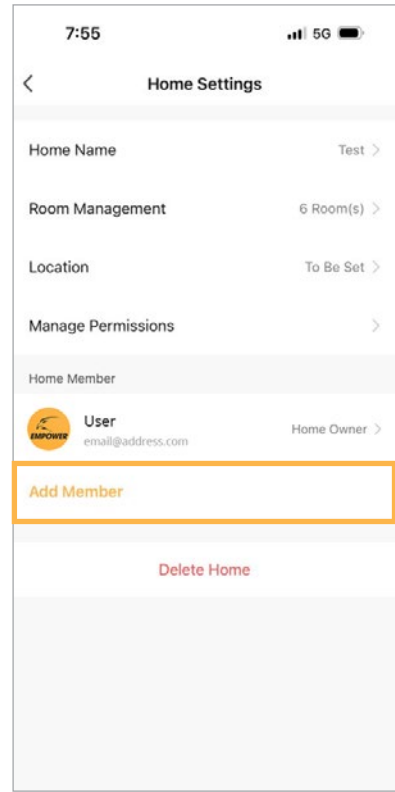 7:55 5G
Home Settings
Home Name Test
Room Management 6 Room(s)
Location To Be Set
Manage Permissions
Home Member
EMPOWER
User
email@address.com
Home Owner
Add Member
Delete Home